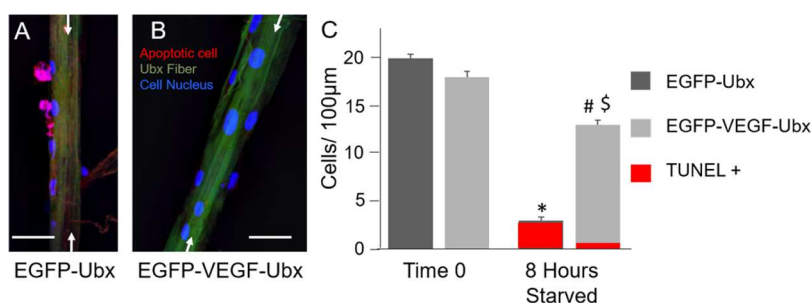 A
B
Apoptotic cell
Ubx Fiber
Cell Nucleus
EGFP-Ubx
EGFP-VEGF-Ubx
C
Cells/ 100µm
20
15
10
5
0
*
# $
Time 0
8 Hours
Starved
EGFP-Ubx
EGFP-VEGF-Ubx
TUNEL +